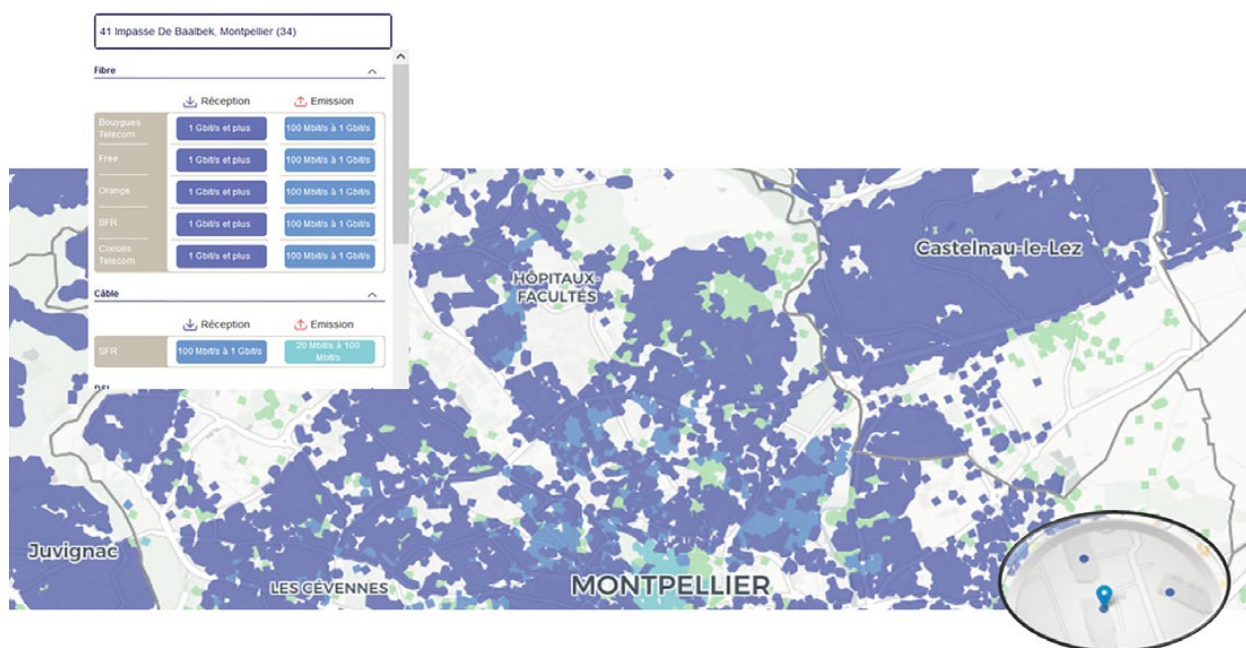 41 Impasse De Baalbek, Montpellier (34)
Fibre
Réception Emission
Bouygues Telecom 1 Gbit/s et plus 100 Mbit/s à 1 Gbit/s
Free 1 Gbit/s et plus 100 Mbit/s à 1 Gbit/s
Orange 1 Gbit/s et plus 100 Mbit/s à 1 Gbit/s
SFR 1 Gbit/s et plus 100 Mbit/s à 1 Gbit/s
Coriolis Telecom 1 Gbit/s et plus 100 Mbit/s à 1 Gbit/s
Câble
Réception Emission
SFR 100 Mbit/s à 1 Gbit/s 20 Mbit/s à 100 Mbit/s
Castelnau-le-Lez
HÔPITAUX-
FACULTÉS
Juvignac
LES CÉVENNES
MONTPELLIER